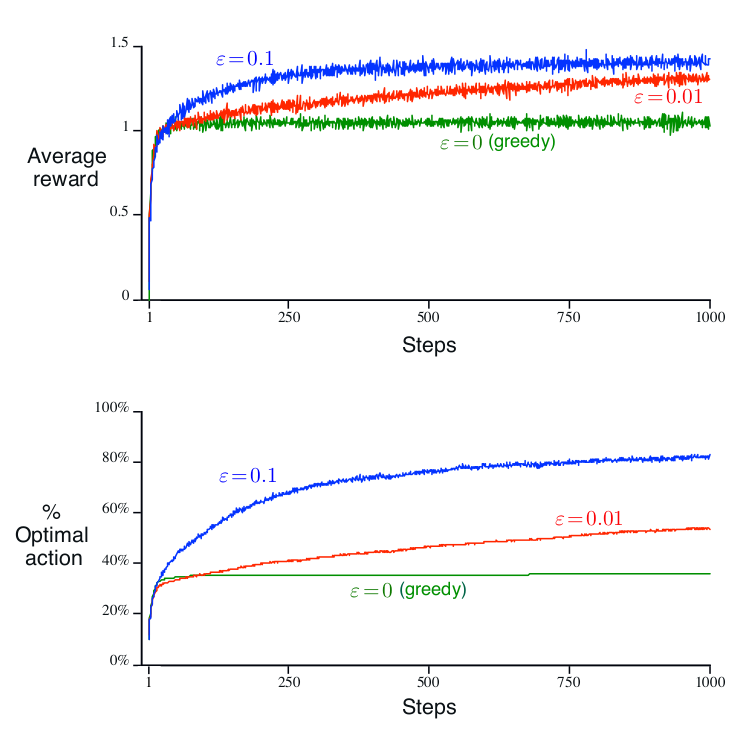 1.5
ε = 0.1
ε = 0.01
1
ε = 0 (greedy)
Average
reward
0.5
0
1
250
500
750
1000
Steps
100%
80%
ε = 0.1
60%
ε = 0.01
%
Optimal
action
40%
ε = 0 (greedy)
20%
0%
1
250
500
750
1000
Steps